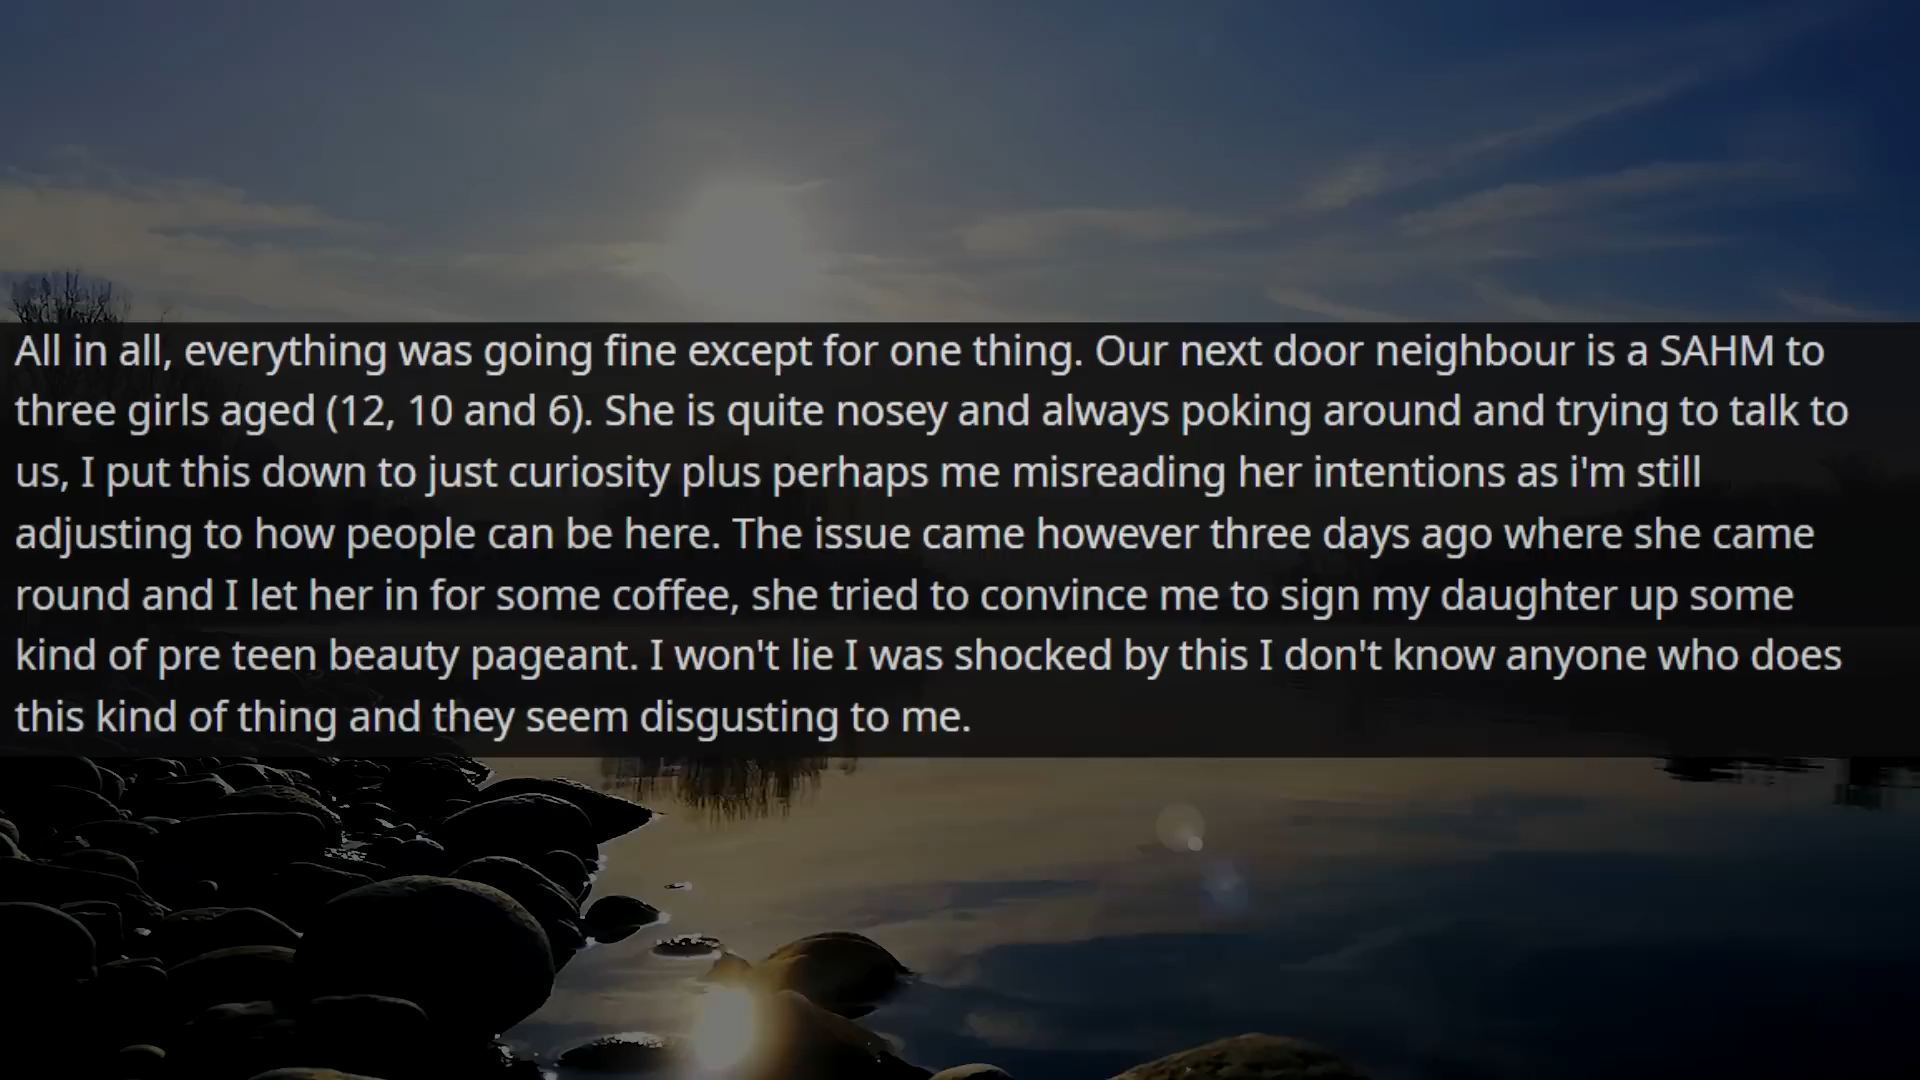 All in all, everything was going fine except for one thing. Our next door neighbour is a SAHM to
three girls aged (12, 10 and 6). She is quite nosey and always poking around and trying to talk to
us, I put this down to just curiosity plus perhaps me misreading her intentions as i'm still
adjusting to how people can be here. The issue came however three days ago where she came
round and I let her in for some coffee, she tried to convince me to sign my daughter up some
kind of pre teen beauty pageant. I won't lie I was shocked by this I don't know anyone who does
this kind of thing and they seem disgusting to me.